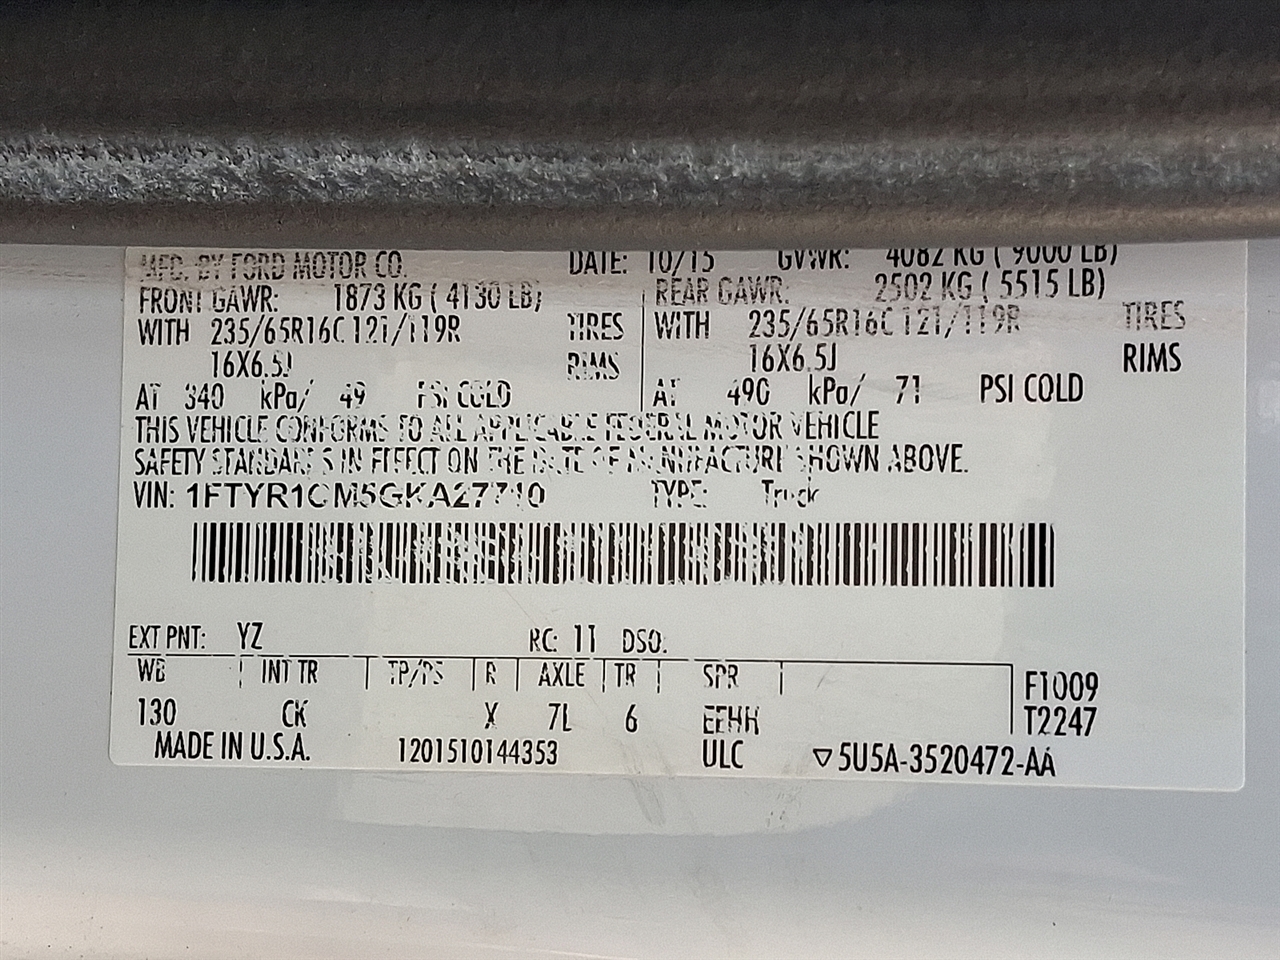 MFD. BY FORD MOTOR CO. DATE: 10/15 GVWR: 4082 KG ( 9000 LB)
FRONT GAWR: 1873 KG ( 4130 LB) REAR GAWR: 2502 KG ( 5515 LB)
WITH 235/65R16C 121/119R TIRES WITH 235/65R16C 121/119R TIRES
16X6.5J RIMS 16X6.5J RIMS
AT 340 kPa/ 49 PSI COLD AT 490 kPa/ 71 PSI COLD
THIS VEHICLE CONFORMS TO ALL APPLICABLE FEDERAL MOTOR VEHICLE
SAFETY STANDARDS IN EFFECT ON THE DATE OF MANUFACTURE SHOWN ABOVE.
VIN: 1FTYR1CM5GKA27710 TYPE: Truck
EXT PNT: YZ RC: 11 DSO:
WB INT TR TP/PS R AXLE TR SPR
F1009
130 CK X 7L 6 EEHH T2247
MADE IN U.S.A. 1201510144353 ULC ▽5U5A-3520472-AA